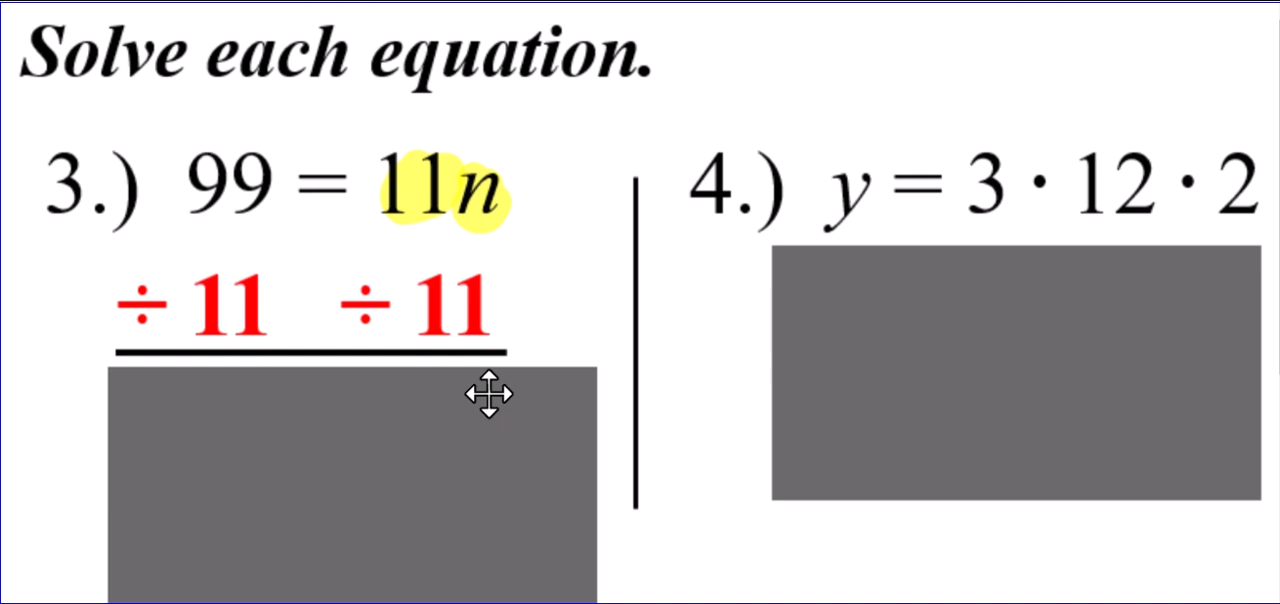 Solve each equation.
3.) 99 = 11n
÷ 11 ÷ 11
4.) y = 3 · 12 · 2